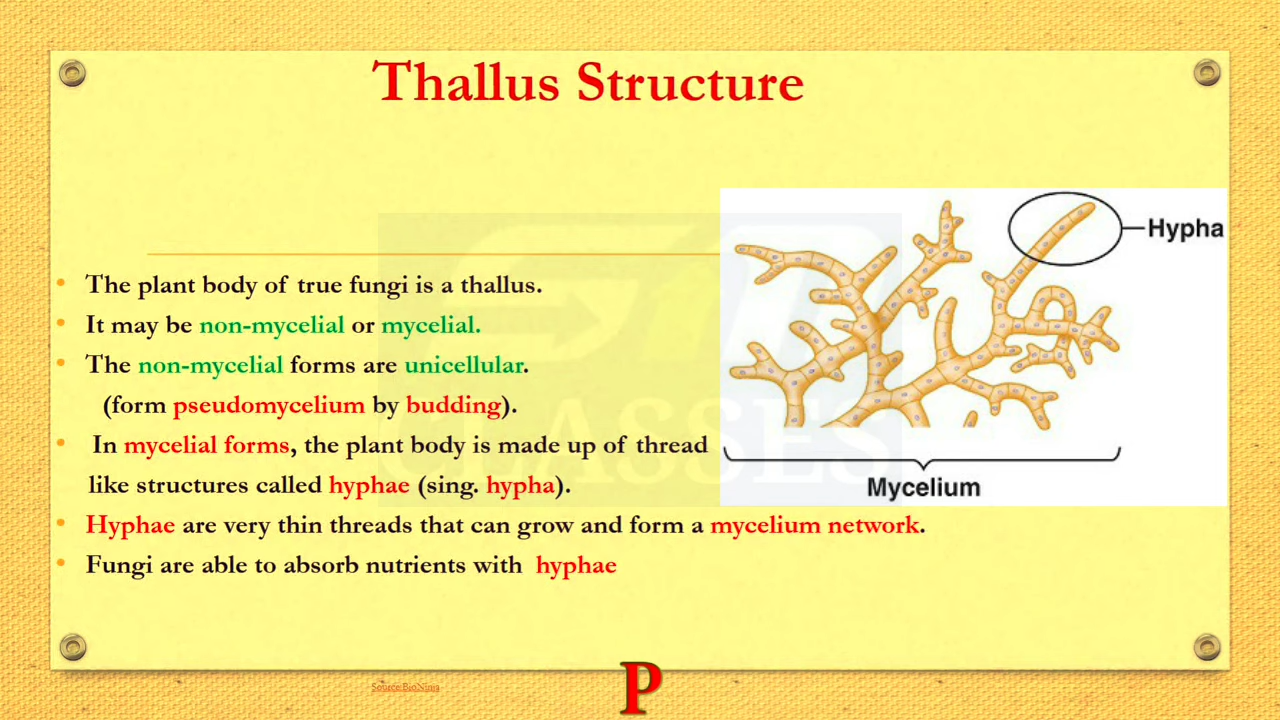 Thallus Structure
• The plant body of true fungi is a thallus.
• It may be non-mycelial or mycelial.
• The non-mycelial forms are unicellular.
(form pseudomycelium by budding).
• In mycelial forms, the plant body is made up of thread
like structures called hyphae (sing. hypha).
• Hyphae are very thin threads that can grow and form a mycelium network.
• Fungi are able to absorb nutrients with hyphae
Hypha
Mycelium
CLASSES
Source:BioNinja
P